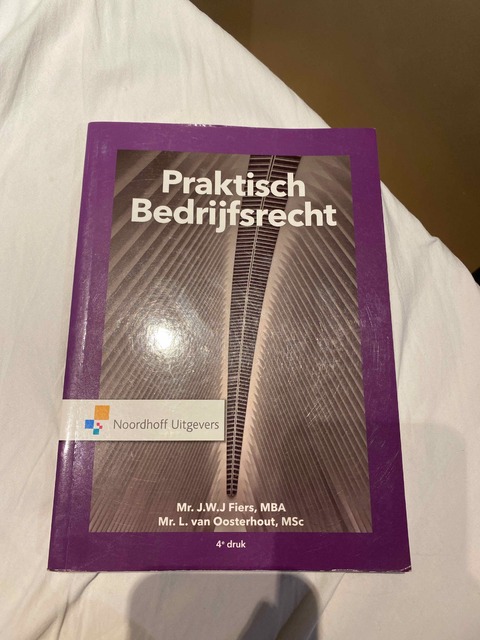 Praktisch
Bedrijfsrecht
Noordhoff Uitgevers
Mr. J.W.J Fiers, MBA
Mr. L. van Oosterhout, MSc
4e druk